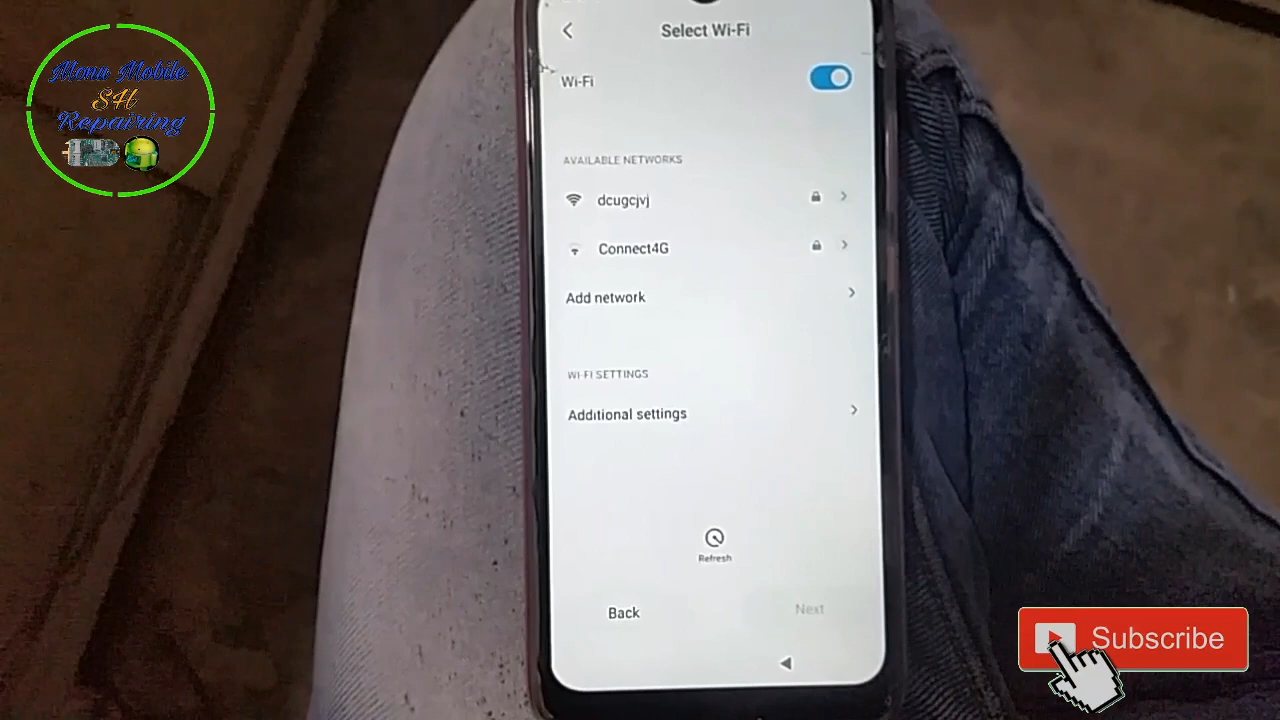 Mona Mobile
S4U
Repairing
Select Wi-Fi
Wi-Fi
AVAILABLE NETWORKS
dcugcjvj
Connect4G
Add network
WI-FI SETTINGS
Additional settings
Refresh
Back
Next
Subscribe